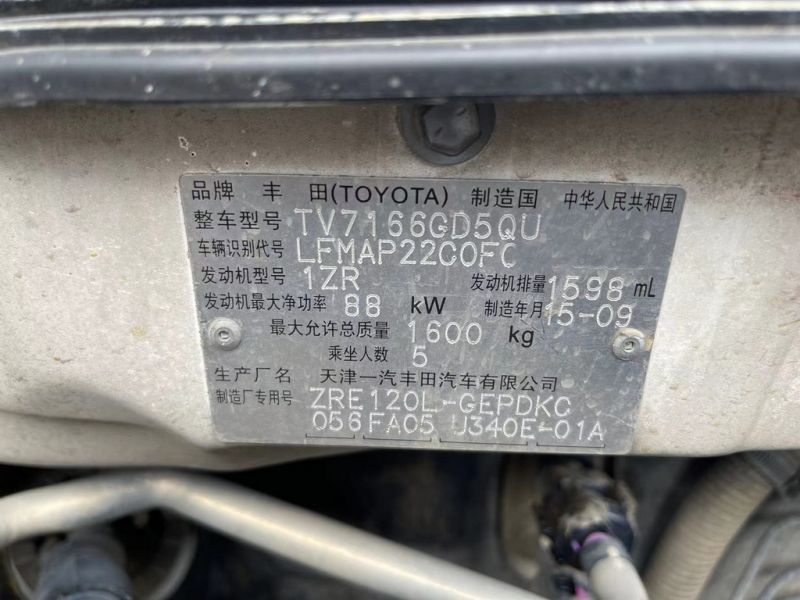 品牌 丰田(TOYOTA) 制造国 中华人民共和国
整车型号 TV7166GD5QU
车辆识别代号 LFMAP22C0FC
发动机型号 1ZR 发动机排量 1598 mL
发动机最大净功率 88 kW 制造年月 15-09
最大允许总质量 1600 kg
乘坐人数 5
生产厂名 天津一汽丰田汽车有限公司
制造厂专用号 ZRE120L-GEPDKC
056 FA05 U340E-01A